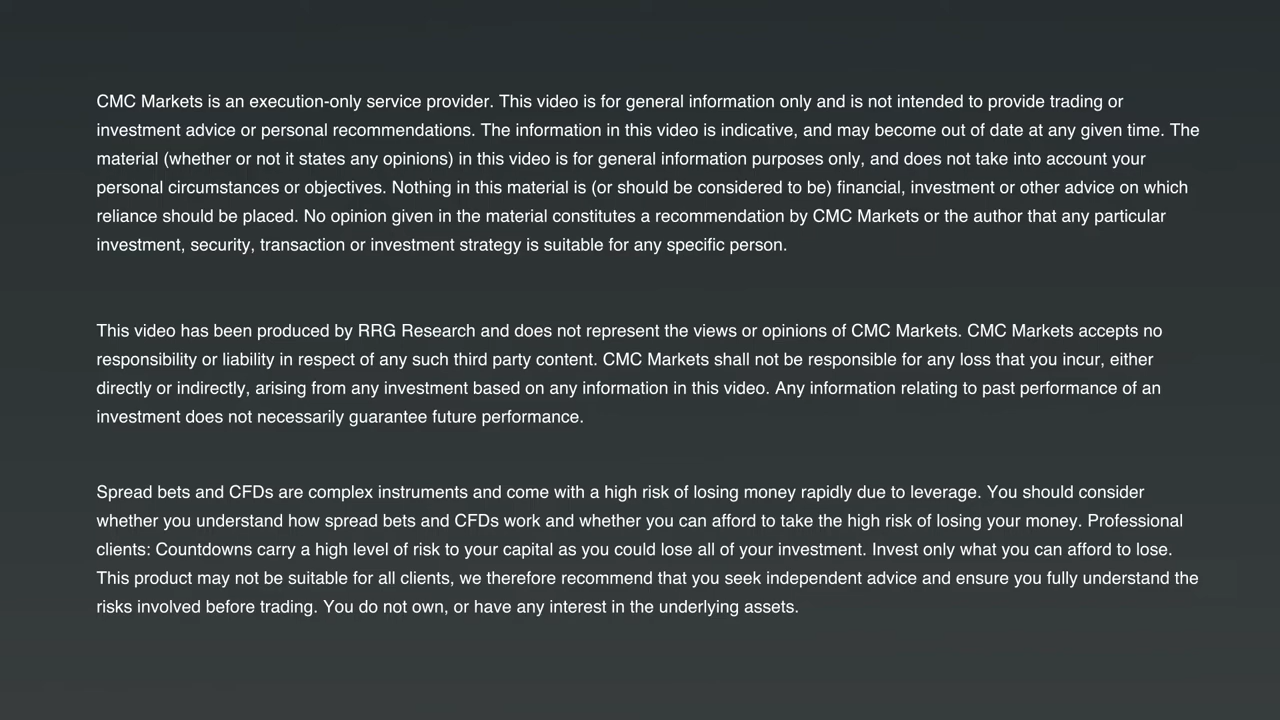 CMC Markets is an execution-only service provider. This video is for general information only and is not intended to provide trading or
investment advice or personal recommendations. The information in this video is indicative, and may become out of date at any given time. The
material (whether or not it states any opinions) in this video is for general information purposes only, and does not take into account your
personal circumstances or objectives. Nothing in this material is (or should be considered to be) financial, investment or other advice on which
reliance should be placed. No opinion given in the material constitutes a recommendation by CMC Markets or the author that any particular
investment, security, transaction or investment strategy is suitable for any specific person.
This video has been produced by RRG Research and does not represent the views or opinions of CMC Markets. CMC Markets accepts no
responsibility or liability in respect of any such third party content. CMC Markets shall not be responsible for any loss that you incur, either
directly or indirectly, arising from any investment based on any information in this video. Any information relating to past performance of an
investment does not necessarily guarantee future performance.
Spread bets and CFDs are complex instruments and come with a high risk of losing money rapidly due to leverage. You should consider
whether you understand how spread bets and CFDs work and whether you can afford to take the high risk of losing your money. Professional
clients: Countdowns carry a high level of risk to your capital as you could lose all of your investment. Invest only what you can afford to lose.
This product may not be suitable for all clients, we therefore recommend that you seek independent advice and ensure you fully understand the
risks involved before trading. You do not own, or have any interest in the underlying assets.